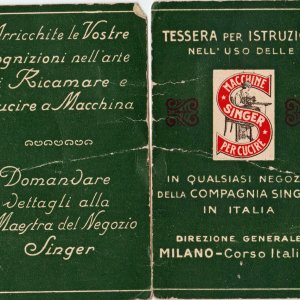 Arricchite le Vostre
cognizioni nell'arte
di Ricamare e
Cucire a Macchina
Domandare
dettagli alla
Maestra del Negozio
Singer
TESSERA PER ISTRUZIO
NELL'USO DELLE
MACCHINE
SINGER
PER CUCIRE
IN QUALSIASI NEGOZI
DELLA COMPAGNIA SING
IN ITALIA
DIREZIONE GENERALE
MILANO-Corso Itali